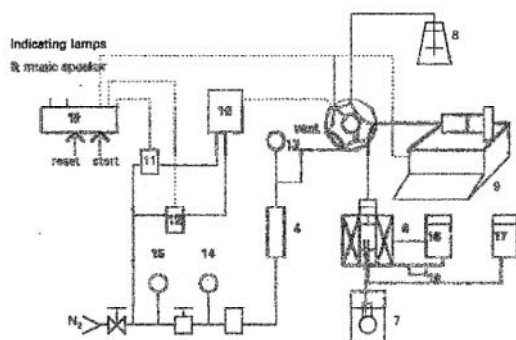 Indicating lamps
& music speaker
8
10
vent
reset start
11
13
9
12
4
6
16
17
15
14
N2
7